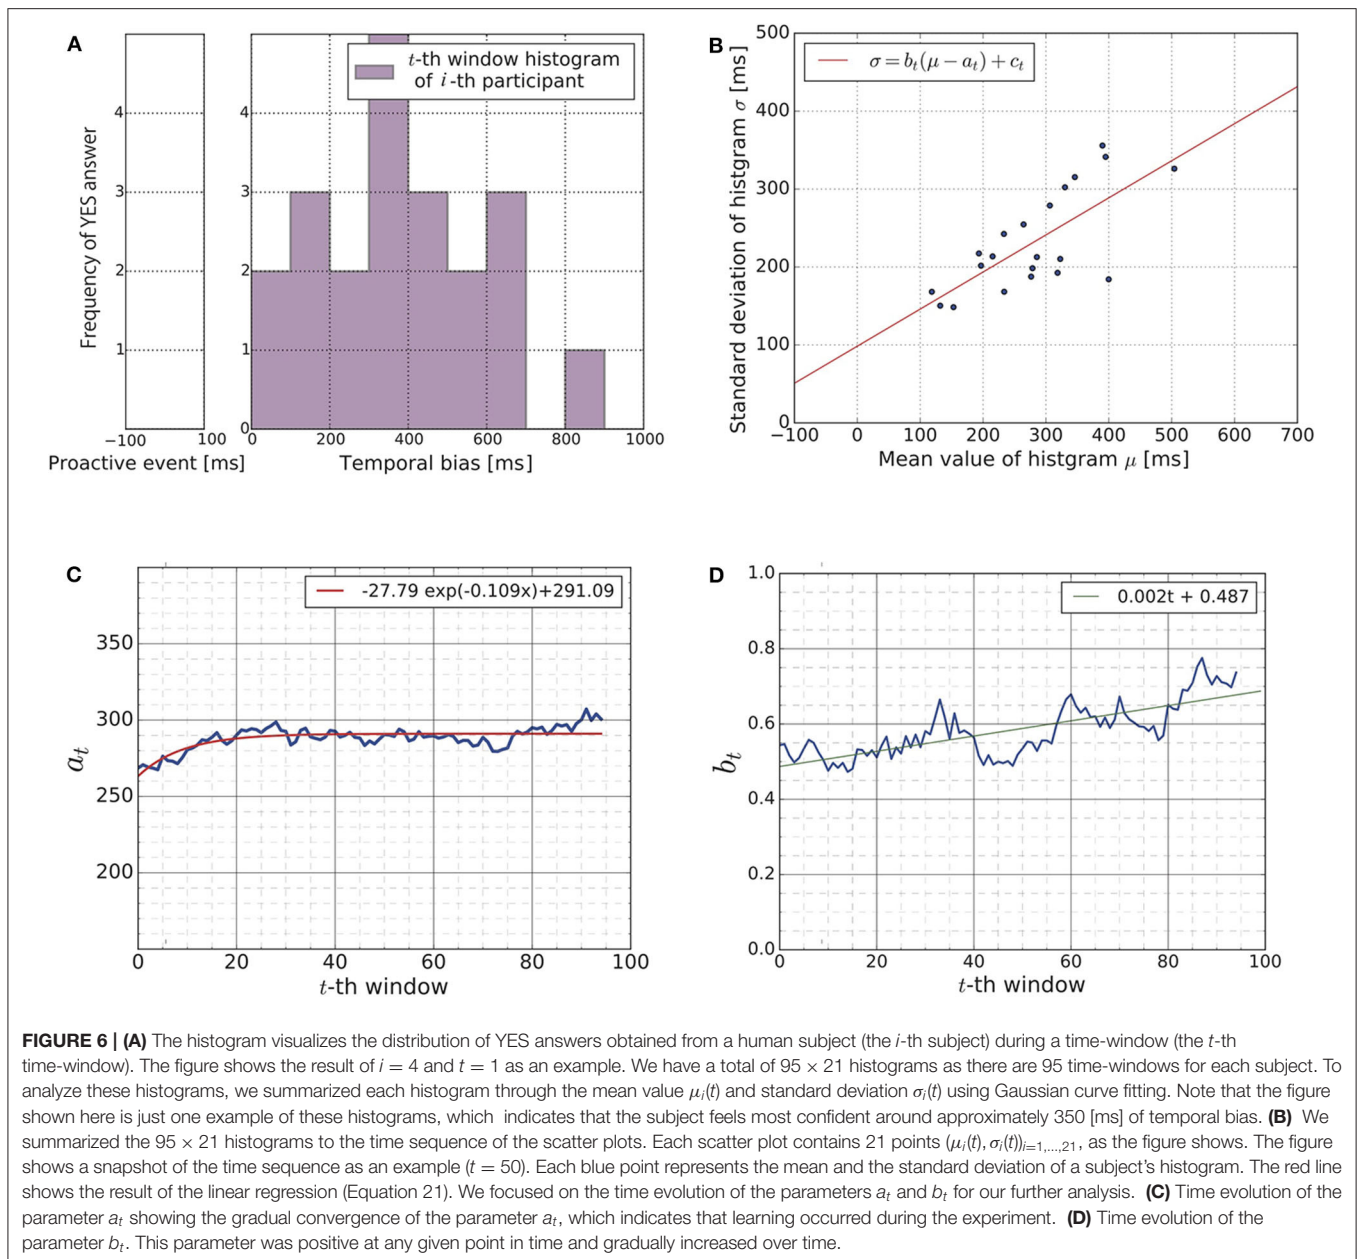 A
t-th window histogram
of i-th participant
Frequency of YES answer
4
3
2
1
−100
100
Proactive event [ms]
4
3
2
1
0
0
200
400
600
800
1000
Temporal bias [ms]
B
σ = b_t(μ − a_t) + c_t
Standard deviation of histgram σ [ms]
500
400
300
200
100
0
−100
0
100
200
300
400
500
600
700
Mean value of histgram μ [ms]
C
-27.79 exp(-0.109x)+291.09
a_t
350
300
250
200
0
20
40
60
80
100
t-th window
D
0.002t + 0.487
b_t
1.0
0.8
0.6
0.4
0.2
0.0
0
20
40
60
80
100
t-th window
FIGURE 6 | (A) The histogram visualizes the distribution of YES answers obtained from a human subject (the i-th subject) during a time-window (the t-th
time-window). The figure shows the result of i = 4 and t = 1 as an example. We have a total of 95 × 21 histograms as there are 95 time-windows for each subject. To
analyze these histograms, we summarized each histogram through the mean value μi(t) and standard deviation σi(t) using Gaussian curve fitting. Note that the figure
shown here is just one example of these histograms, which indicates that the subject feels most confident around approximately 350 [ms] of temporal bias. (B) We
summarized the 95 × 21 histograms to the time sequence of the scatter plots. Each scatter plot contains 21 points (μi(t), σi(t))i=1,...,21, as the figure shows. The figure
shows a snapshot of the time sequence as an example (t = 50). Each blue point represents the mean and the standard deviation of a subject's histogram. The red line
shows the result of the linear regression (Equation 21). We focused on the time evolution of the parameters at and bt for our further analysis. (C) Time evolution of the
parameter at showing the gradual convergence of the parameter at, which indicates that learning occurred during the experiment. (D) Time evolution of the
parameter bt. This parameter was positive at any given point in time and gradually increased over time.